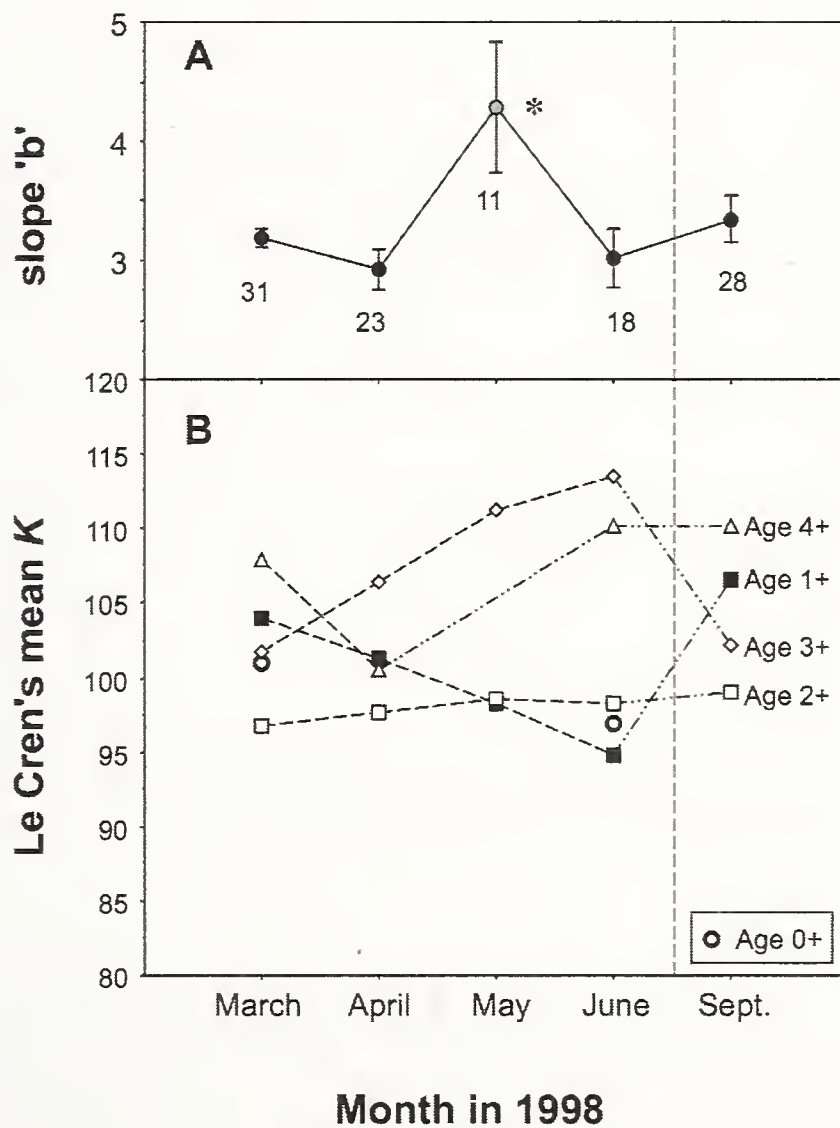 5
A
*
4
11
slope 'b'
3
31
23
18
28
120
B
115
110
Age 4+
Age 1+
105
Age 3+
100
Age 2+
Le Cren's mean K
95
90
85
Age 0+
80
March April May June Sept.
Month in 1998